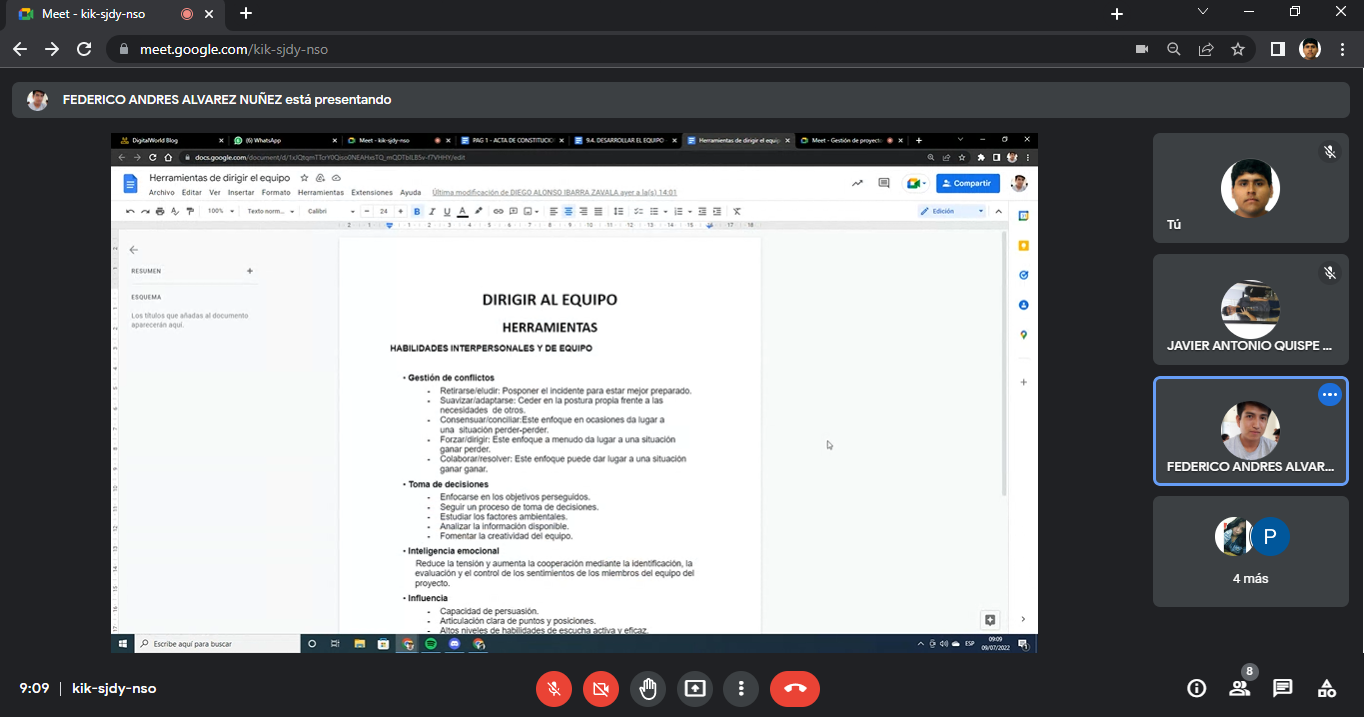 Meet - kik-sjdy-nso
meet.google.com/kik-sjdy-nso
FEDERICO ANDRES ALVAREZ NUÑEZ está presentando
DigitalWorld Blog
(6) WhatsApp
Meet - kik-sjdy-nso
PAG 1 - ACTA DE CONSTITUCIO
9.4. DESARROLLAR EL EQUIPO
Herramientas de dirigir el equip
Meet - Gestión de proyecto
Herramientas de dirigir el equipo
Archivo Editar Ver Insertar Formato Herramientas Extensiones Ayuda Última modificación de DIEGO ALONSO IBARRA ZAVALA ayer a la(s) 14:01
Compartir
100% Texto norm... Calibri 24 Edición
RESUMEN
ESQUEMA
Los títulos que añadas al documento
aparecerán aquí.
DIRIGIR AL EQUIPO
HERRAMIENTAS
HABILIDADES INTERPERSONALES Y DE EQUIPO
• Gestión de conflictos
- Retirarse/eludir: Posponer el incidente para estar mejor preparado.
- Suavizar/adaptarse: Ceder en la postura propia frente a las
necesidades de otros.
- Consensuar/conciliar:Este enfoque en ocasiones da lugar a
una situación perder-perder.
- Forzar/dirigir: Este enfoque a menudo da lugar a una situación
ganar perder.
- Colaborar/resolver: Este enfoque puede dar lugar a una situación
ganar ganar.
• Toma de decisiones
- Enfocarse en los objetivos perseguidos.
- Seguir un proceso de toma de decisiones.
- Estudiar los factores ambientales.
- Analizar la información disponible.
- Fomentar la creatividad del equipo.
• Inteligencia emocional
Reduce la tensión y aumenta la cooperación mediante la identificación, la
evaluación y el control de los sentimientos de los miembros del equipo del
proyecto.
• Influencia
- Capacidad de persuasión.
- Articulación clara de puntos y posiciones.
- Altos niveles de habilidades de escucha activa y eficaz.
Escribe aquí para buscar
ESP
09:09
09/07/2022
Tú
JAVIER ANTONIO QUISPE ...
FEDERICO ANDRES ALVAR...
P
4 más
9:09 | kik-sjdy-nso
8